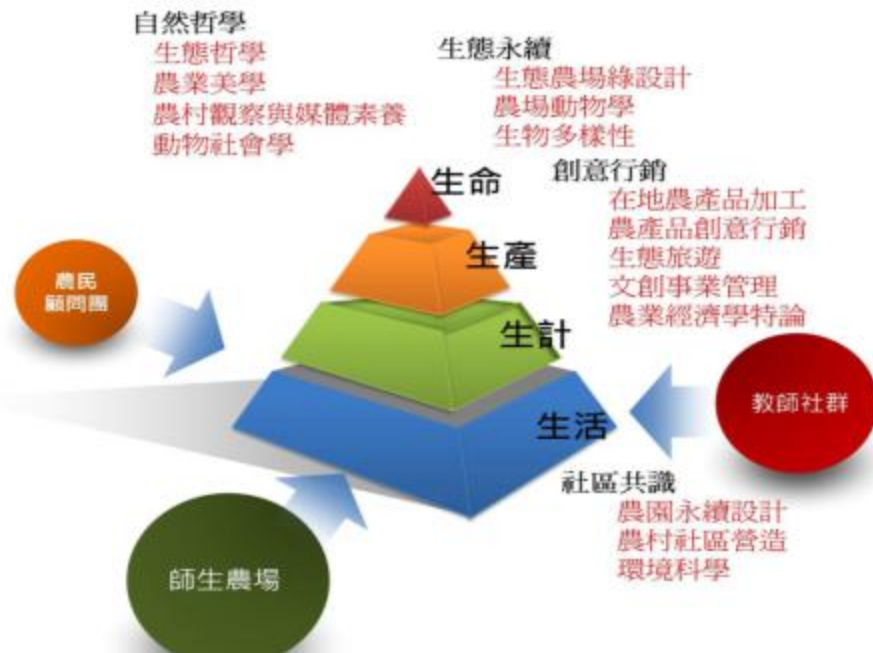 自然哲學
生態哲學
農業美學
農村觀察與媒體素養
動物社會學
生態永續
生態農場綠設計
農場動物學
生物多樣性
創意行銷
在地農產品加工
農產品創意行銷
生態旅遊
文創事業管理
農業經濟學特論
生命
生產
生計
生活
農民
顧問團
教師社群
社區共識
農園永續設計
農村社區營造
環境科學
師生農場